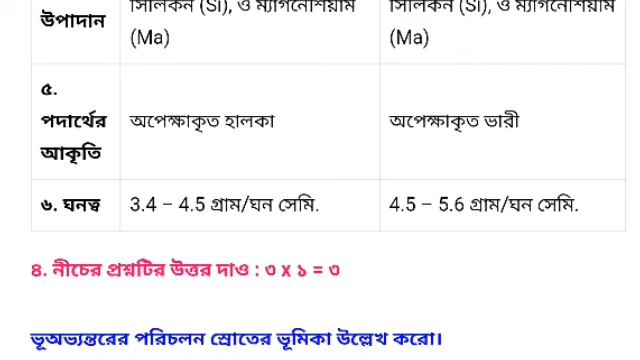 উপাদান
সিলিকন (Si), ও ম্যাগনেশিয়াম
(Ma)
সিলিকন (Si), ও ম্যাগনেশিয়াম
(Ma)
৫.
পদার্থের
আকৃতি
অপেক্ষাকৃত হালকা
অপেক্ষাকৃত ভারী
৬. ঘনত্ব
3.4 – 4.5 গ্রাম/ঘন সেমি.
4.5 – 5.6 গ্রাম/ঘন সেমি.
৪. নীচের প্রশ্নটির উত্তর দাও : ৩ X ১ = ৩
ভূঅভ্যন্তরের পরিচলন স্রোতের ভূমিকা উল্লেখ করো।